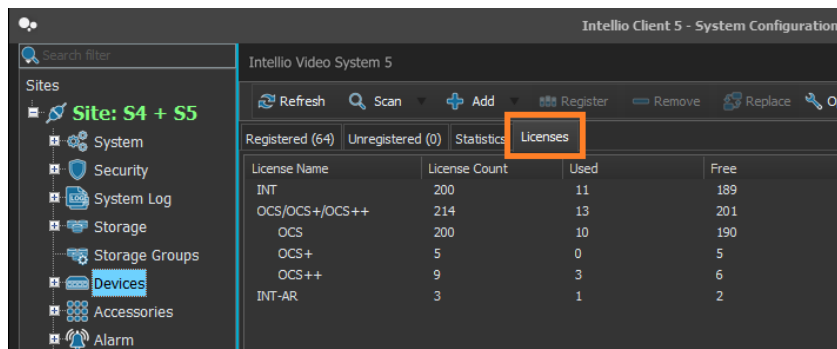 Intellio Client 5 - System Configuration
Search filter
Sites
Site: S4 + S5
System
Security
System Log
Storage
Storage Groups
Devices
Accessories
Alarm
Intellio Video System 5
Refresh Scan Add Register Remove Replace O
Registered (64) Unregistered (0) Statistics Licenses
License Name License Count Used Free
INT 200 11 189
OCS/OCS+/OCS++ 214 13 201
OCS 200 10 190
OCS+ 5 0 5
OCS++ 9 3 6
INT-AR 3 1 2